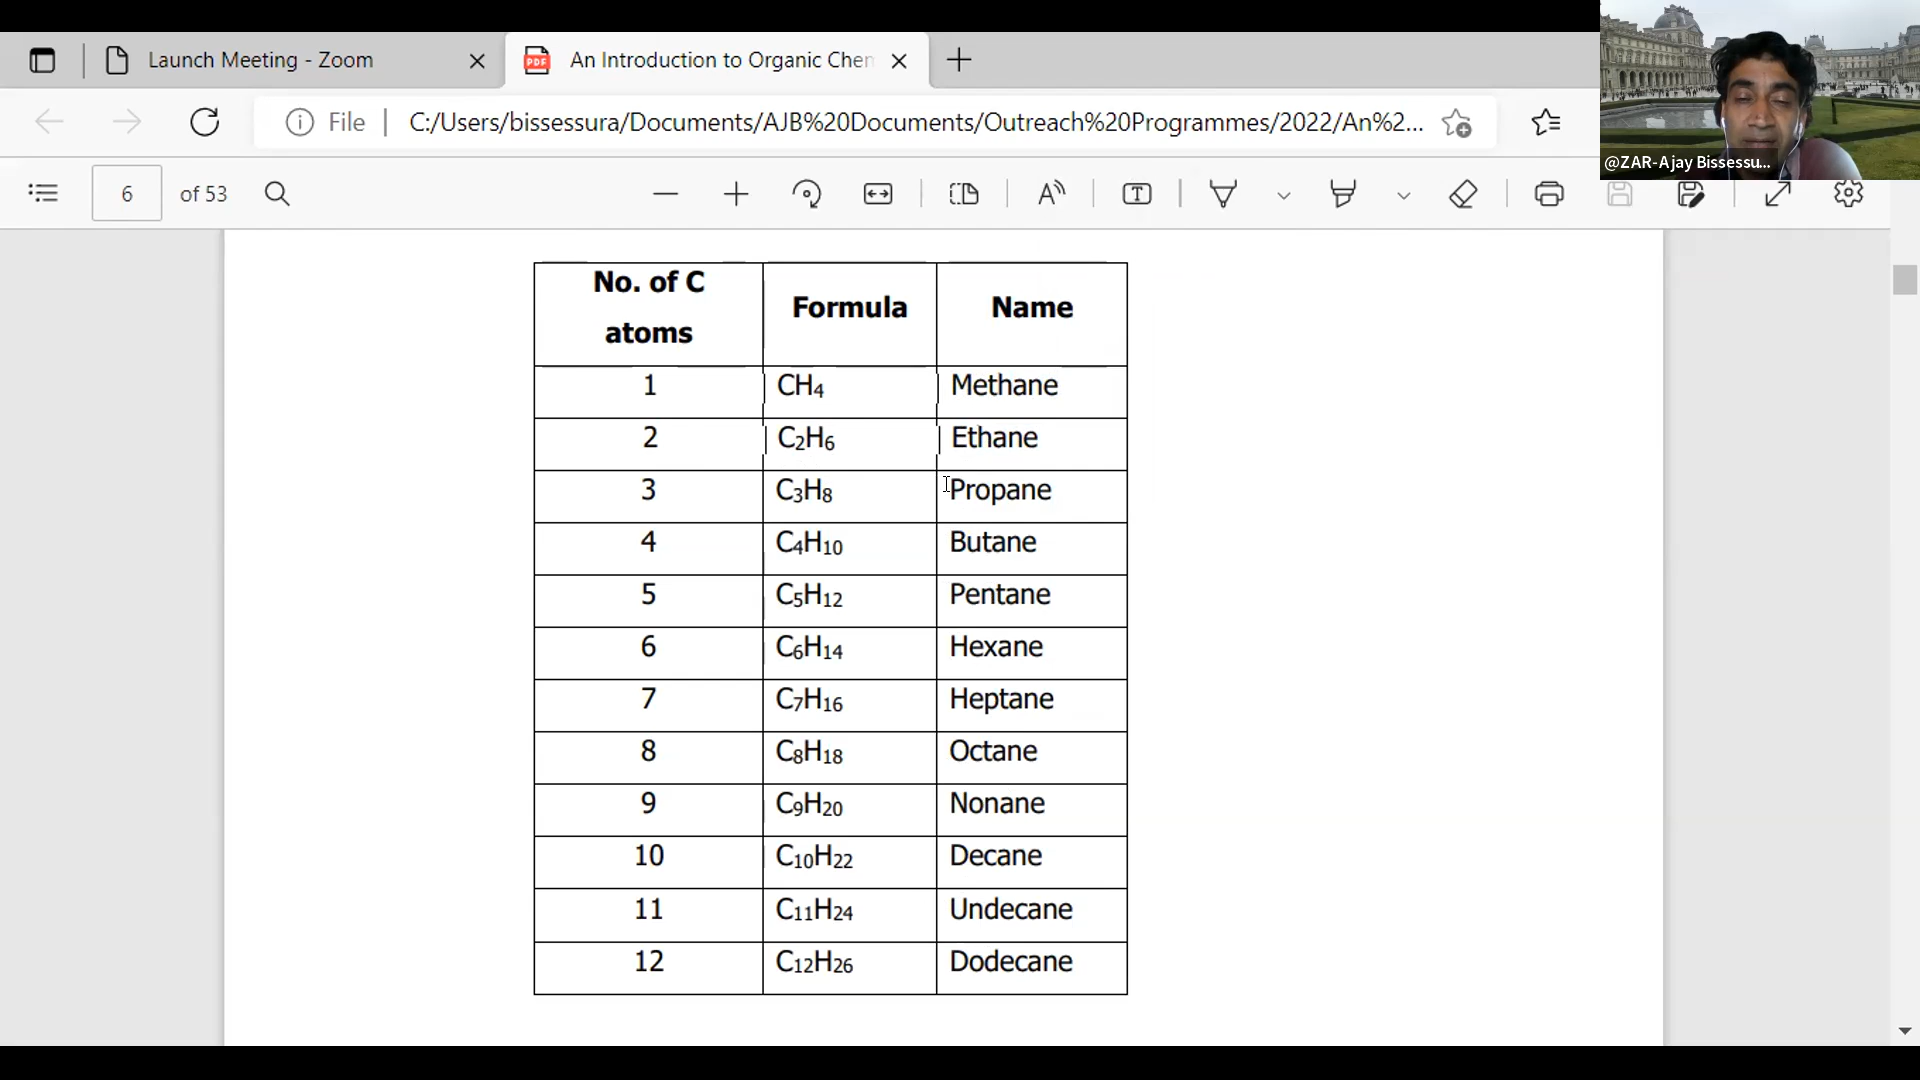 Launch Meeting - Zoom
An Introduction to Organic Chem
File
C:/Users/bissessura/Documents/AJB%20Documents/Outreach%20Programmes/2022/An%2...
@ZAR-Ajay Bissessu...
6 of 53
PDF
No. of C atoms Formula Name
1 CH₄ Methane
2 C₂H₆ Ethane
3 C₃H₈ Propane
4 C₄H₁₀ Butane
5 C₅H₁₂ Pentane
6 C₆H₁₄ Hexane
7 C₇H₁₆ Heptane
8 C₈H₁₈ Octane
9 C₉H₂₀ Nonane
10 C₁₀H₂₂ Decane
11 C₁₁H₂₄ Undecane
12 C₁₂H₂₆ Dodecane